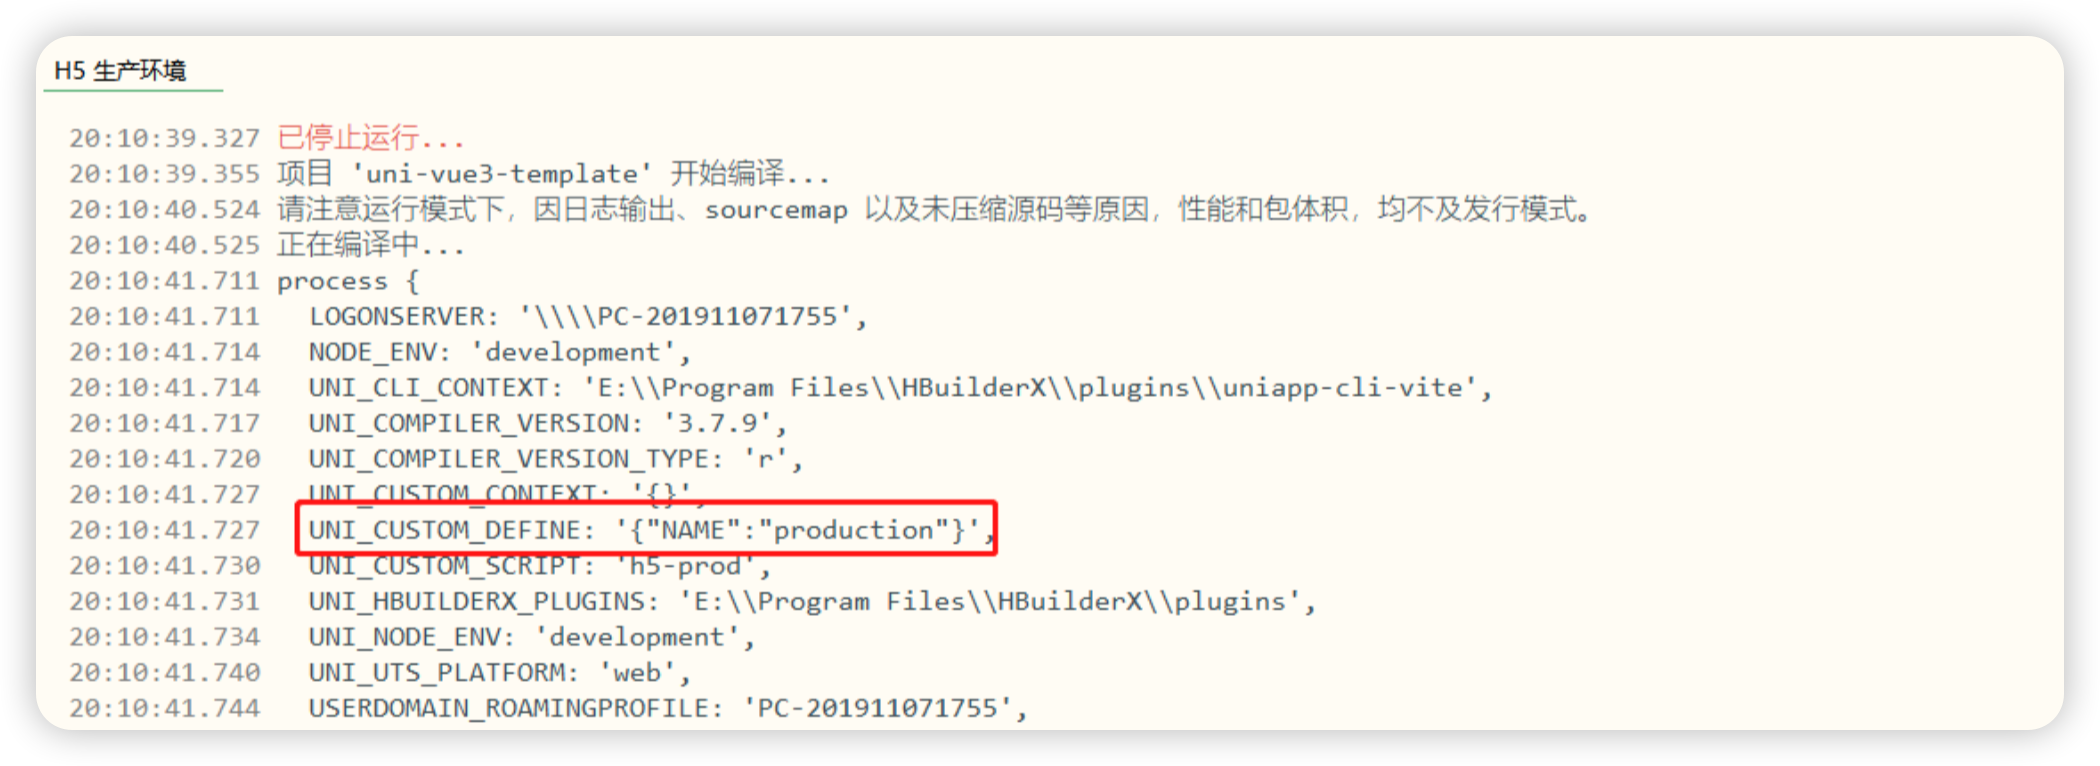 H5 生产环境
20:10:39.327 已停止运行...
20:10:39.355 项目 'uni-vue3-template' 开始编译...
20:10:40.524 请注意运行模式下，因日志输出、sourcemap 以及未压缩源码等原因，性能和包体积，均不及发行模式。
20:10:40.525 正在编译中...
20:10:41.711 process {
20:10:41.711   LOGONSERVER: '\\\\PC-201911071755',
20:10:41.714   NODE_ENV: 'development',
20:10:41.714   UNI_CLI_CONTEXT: 'E:\\Program Files\\HBuilderX\\plugins\\uniapp-cli-vite',
20:10:41.717   UNI_COMPILER_VERSION: '3.7.9',
20:10:41.720   UNI_COMPILER_VERSION_TYPE: 'r',
20:10:41.727   UNI_CUSTOM_CONTEXT: '{}',
20:10:41.727   UNI_CUSTOM_DEFINE: '{"NAME":"production"}',
20:10:41.730   UNI_CUSTOM_SCRIPT: 'h5-prod',
20:10:41.731   UNI_HBUILDERX_PLUGINS: 'E:\\Program Files\\HBuilderX\\plugins',
20:10:41.734   UNI_NODE_ENV: 'development',
20:10:41.740   UNI_UTS_PLATFORM: 'web',
20:10:41.744   USERDOMAIN_ROAMINGPROFILE: 'PC-201911071755',